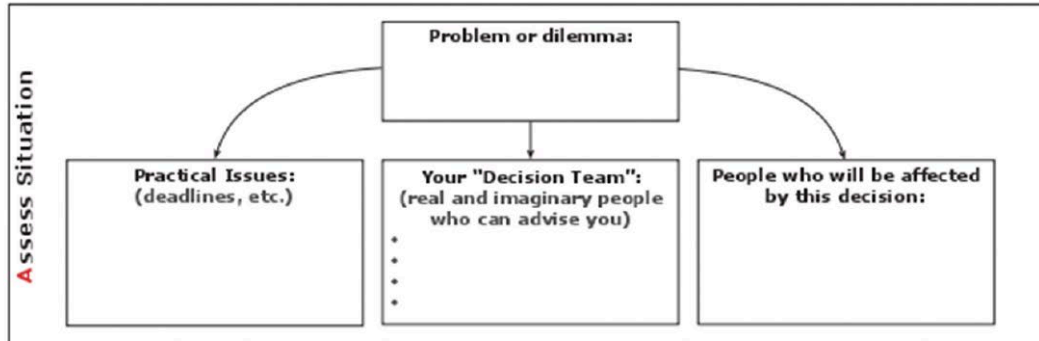 Assess Situation
Problem or dilemma:
Practical Issues:
(deadlines, etc.)
Your "Decision Team":
(real and imaginary people
who can advise you)
•
•
•
•
People who will be affected
by this decision: